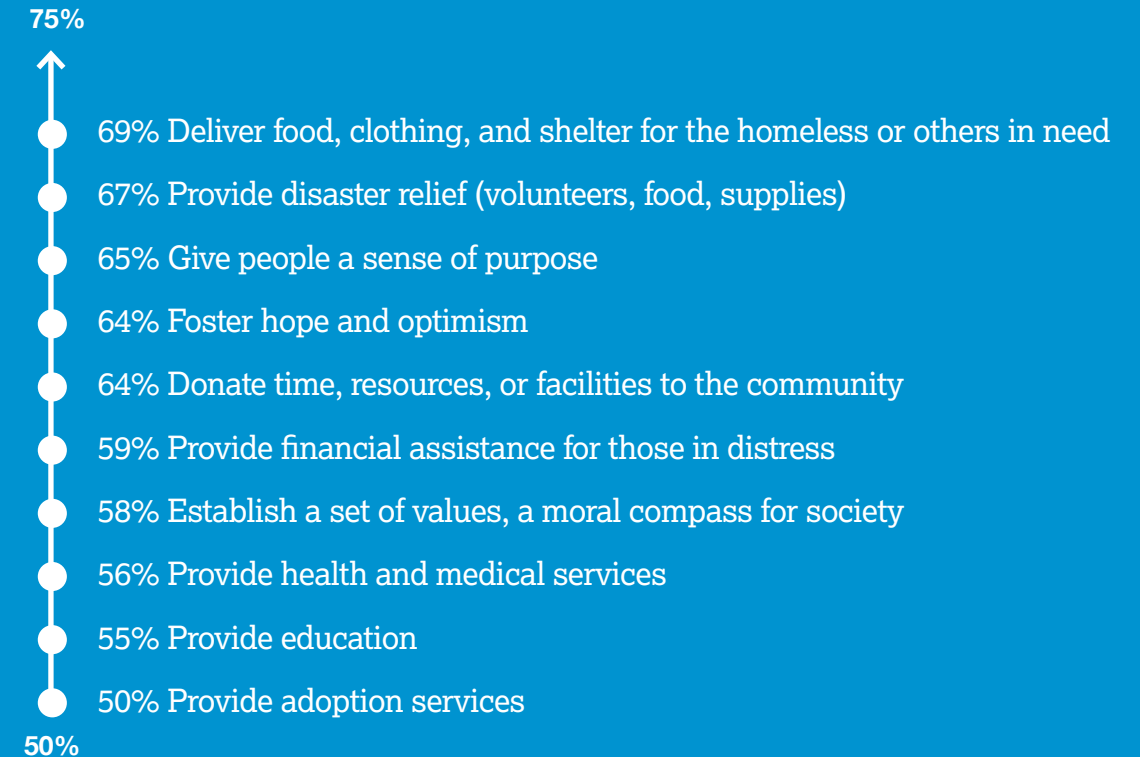 75%
69% Deliver food, clothing, and shelter for the homeless or others in need
67% Provide disaster relief (volunteers, food, supplies)
65% Give people a sense of purpose
64% Foster hope and optimism
64% Donate time, resources, or facilities to the community
59% Provide financial assistance for those in distress
58% Establish a set of values, a moral compass for society
56% Provide health and medical services
55% Provide education
50% Provide adoption services
50%